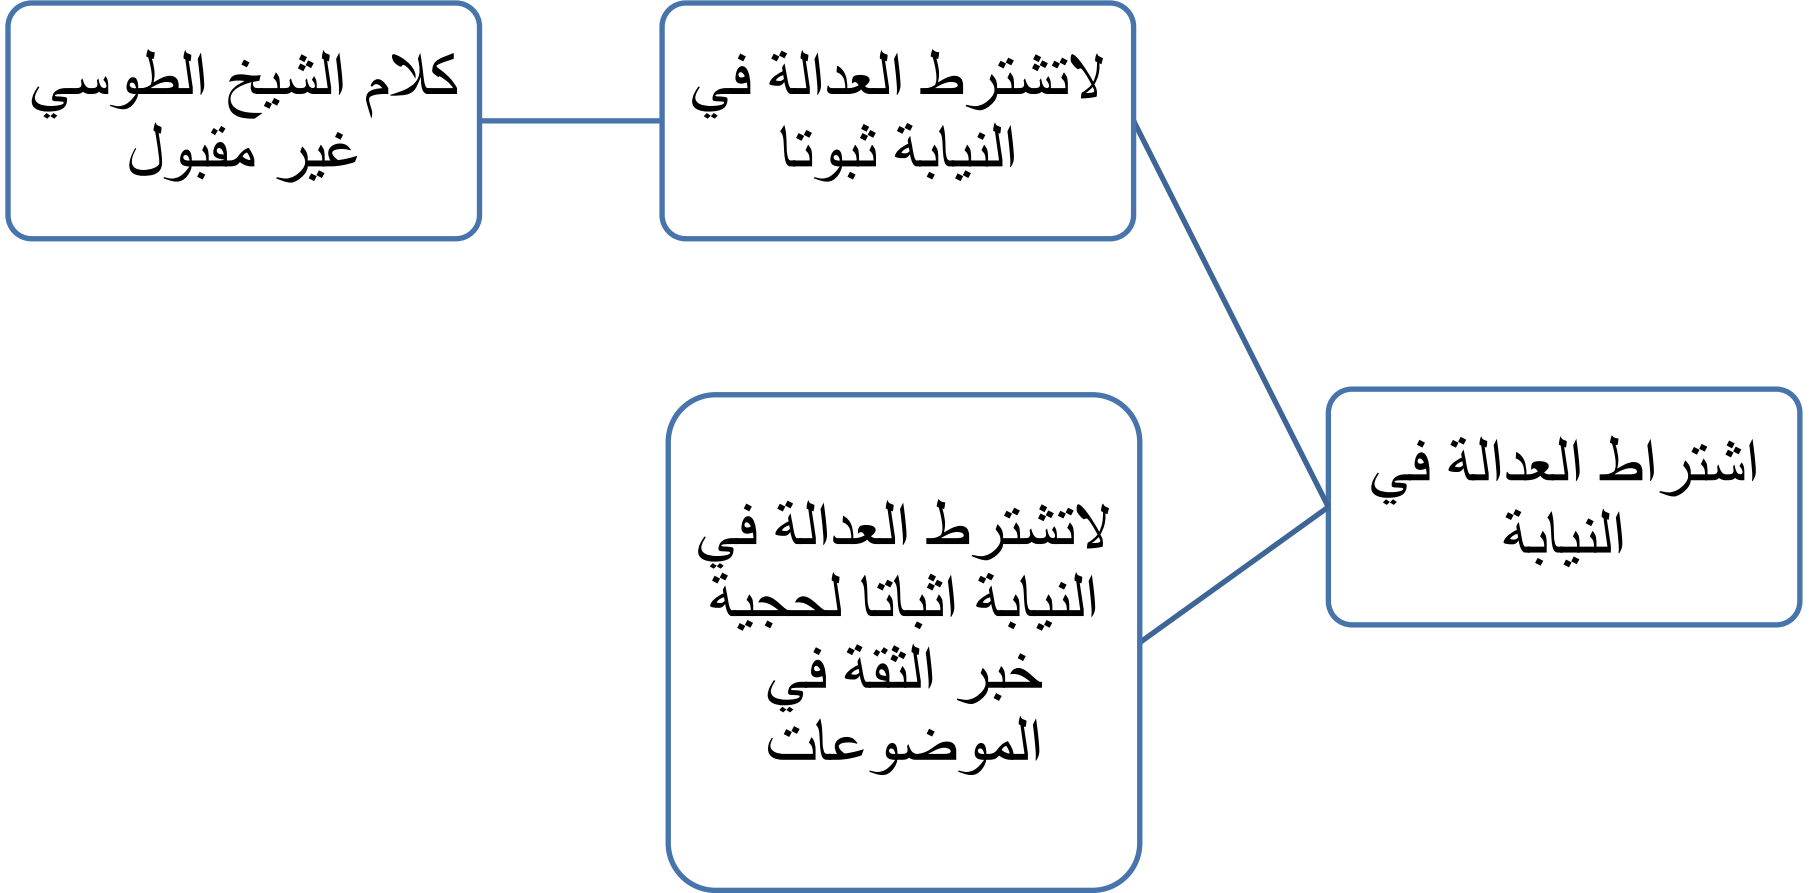 اشتراط العدالة في
النيابة
لاتشترط العدالة في
النيابة ثبوتا
كلام الشيخ الطوسي
غير مقبول
لاتشترط العدالة في
النيابة اثباتا لحجية
خبر الثقة في
الموضوعات